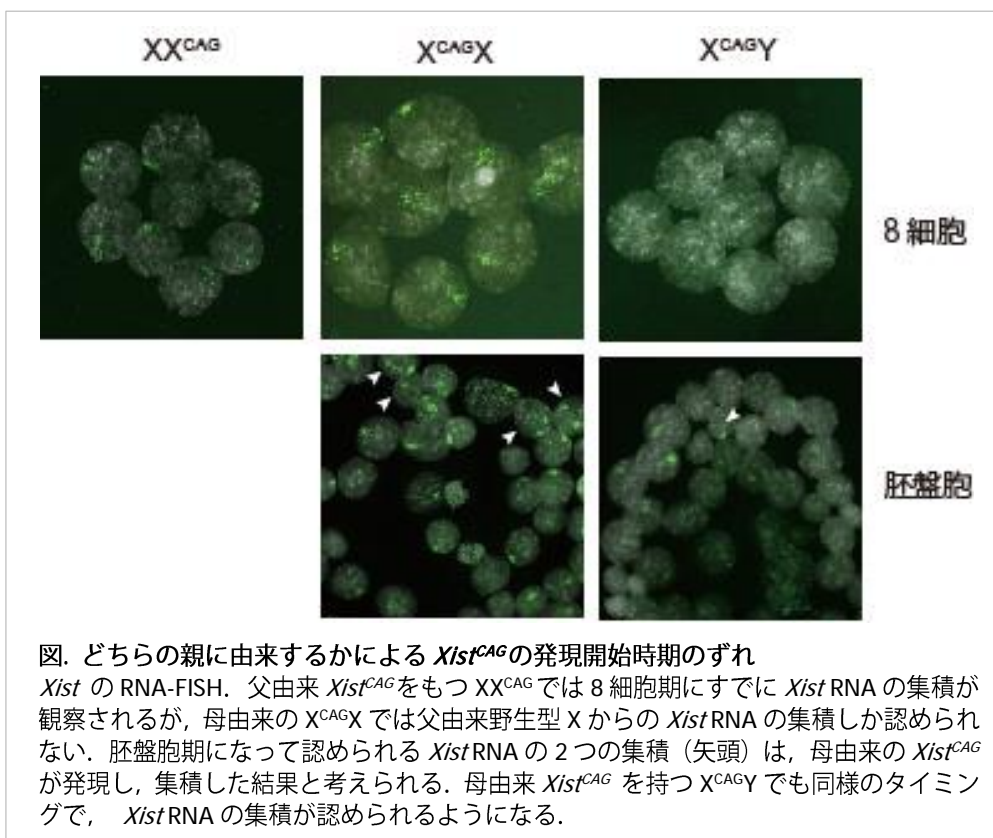 XX^CAG X^CAGX X^CAGY
8 細胞
胚盤胞
図. どちらの親に由来するかによる Xist^CAGの発現開始時期のずれ
Xist の RNA-FISH. 父由来 Xist^CAGをもつ XX^CAGでは 8 細胞期にすでに Xist RNA の集積が
観察されるが, 母由来の X^CAGX では父由来野生型 X からの Xist RNA の集積しか認められ
ない. 胚盤胞期になって認められる Xist RNA の 2 つの集積（矢頭）は, 母由来の Xist^CAG
が発現し, 集積した結果と考えられる. 母由来 Xist^CAG を持つ X^CAGY でも同様のタイミン
グで, Xist RNA の集積が認められるようになる.